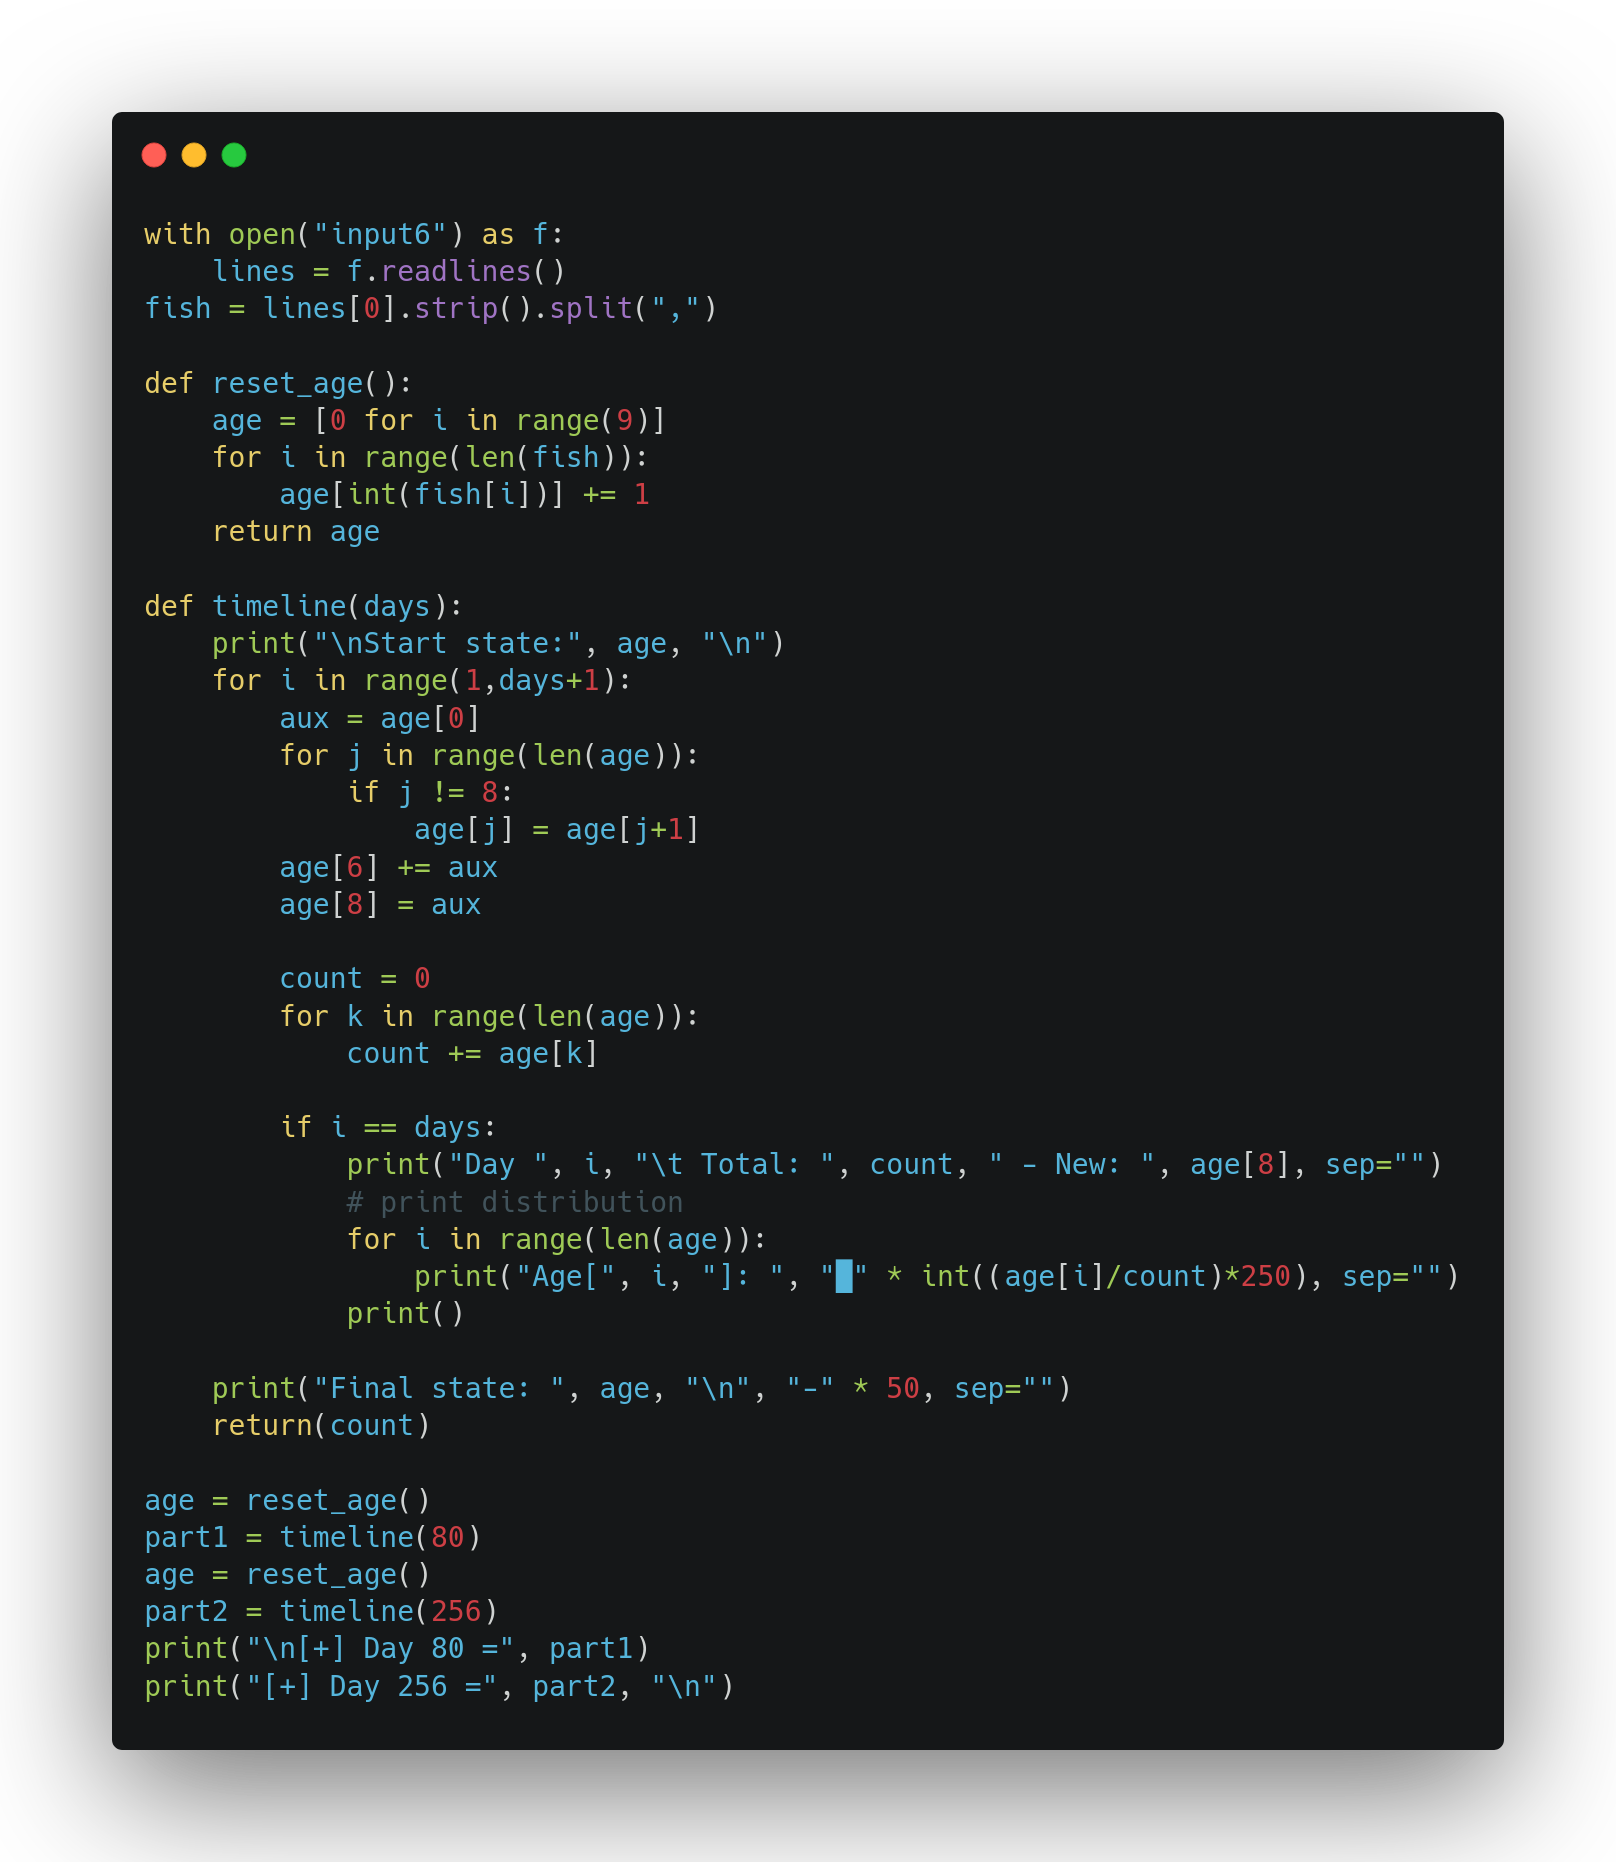 with open("input6") as f:
    lines = f.readlines()
fish = lines[0].strip().split(",")

def reset_age():
    age = [0 for i in range(9)]
    for i in range(len(fish)):
        age[int(fish[i])] += 1
    return age

def timeline(days):
    print("\nStart state:", age, "\n")
    for i in range(1,days+1):
        aux = age[0]
        for j in range(len(age)):
            if j != 8:
                age[j] = age[j+1]
        age[6] += aux
        age[8] = aux

        count = 0
        for k in range(len(age)):
            count += age[k]

        if i == days:
            print("Day ", i, "\t Total: ", count, " - New: ", age[8], sep="")
            # print distribution
            for i in range(len(age)):
                print("Age[", i, "]: ", "█" * int((age[i]/count)*250), sep="")
            print()

    print("Final state: ", age, "\n", "-" * 50, sep="")
    return(count)

age = reset_age()
part1 = timeline(80)
age = reset_age()
part2 = timeline(256)
print("\n[+] Day 80 =", part1)
print("[+] Day 256 =", part2, "\n")